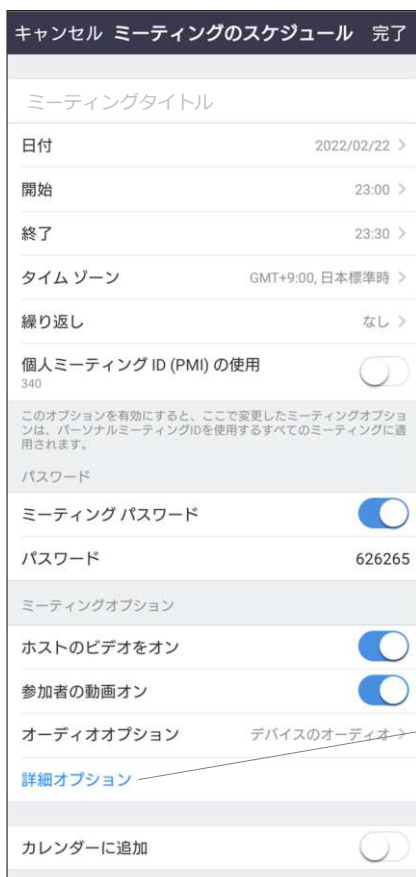 キャンセル ミーティングのスケジュール 完了
ミーティングタイトル
日付 2022/02/22 >
開始 23:00 >
終了 23:30 >
タイム ゾーン GMT+9:00, 日本標準時 >
繰り返し なし >
個人ミーティング ID (PMI) の使用
340
このオプションを有効にすると、ここで変更したミーティングオプショ
ンは、パーソナルミーティングIDを使用するすべてのミーティングに適
用されます。
パスワード
ミーティング パスワード
パスワード 626265
ミーティングオプション
ホストのビデオをオン
参加者の動画オン
オーディオオプション デバイスのオーディオ >
詳細オプション
カレンダーに追加